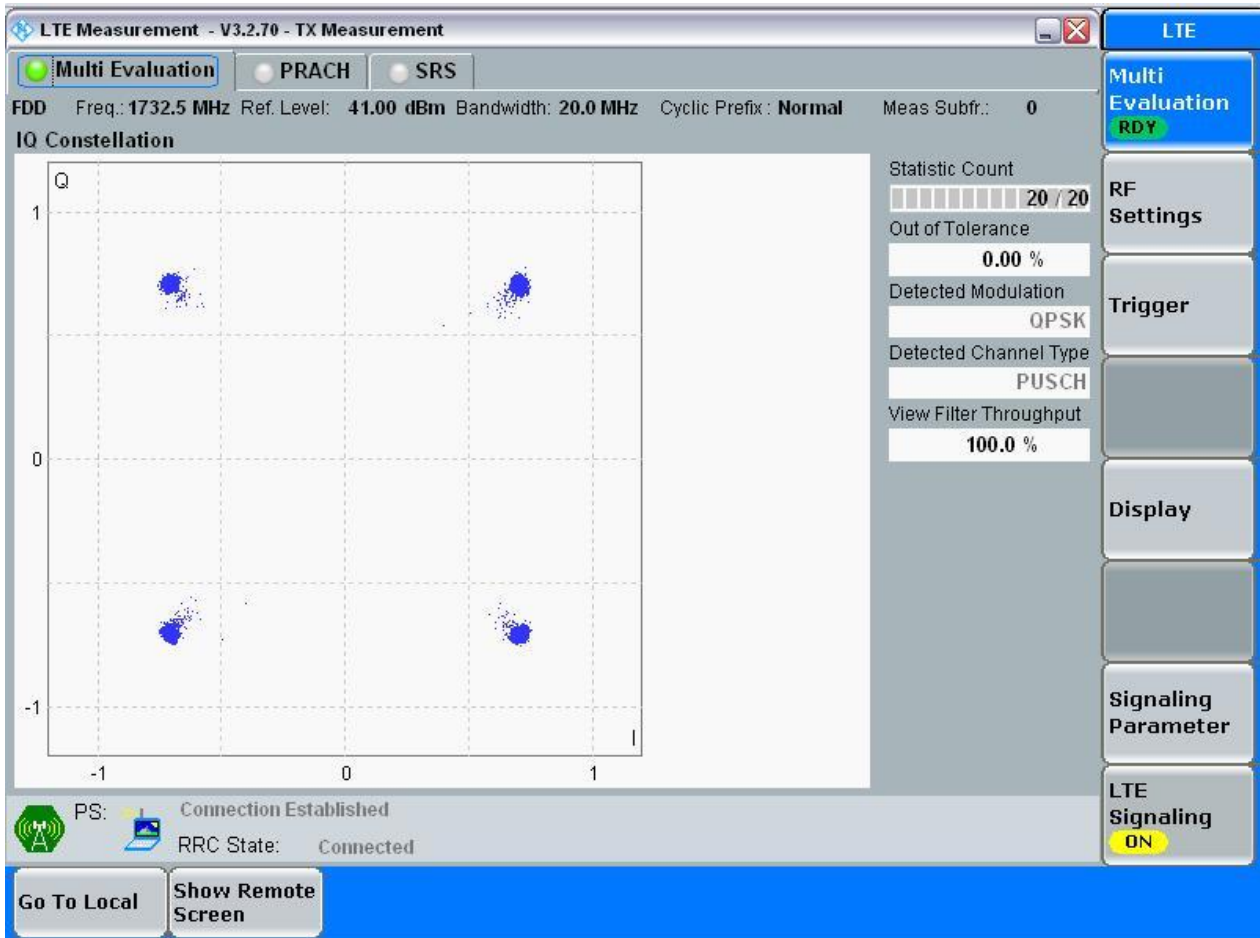 LTE Measurement - V3.2.70 - TX Measurement
LTE
Multi Evaluation
PRACH
SRS
Multi
Evaluation
RDY
FDD Freq.: 1732.5 MHz Ref. Level: 41.00 dBm Bandwidth: 20.0 MHz Cyclic Prefix : Normal Meas Subfr.: 0
IQ Constellation
Q
1
0
-1
-1 0 1
I
Statistic Count
20 / 20
Out of Tolerance
0.00 %
Detected Modulation
QPSK
Detected Channel Type
PUSCH
View Filter Throughput
100.0 %
RF
Settings
Trigger
Display
Signaling
Parameter
LTE
Signaling
ON
PS: Connection Established
RRC State: Connected
Go To Local
Show Remote
Screen